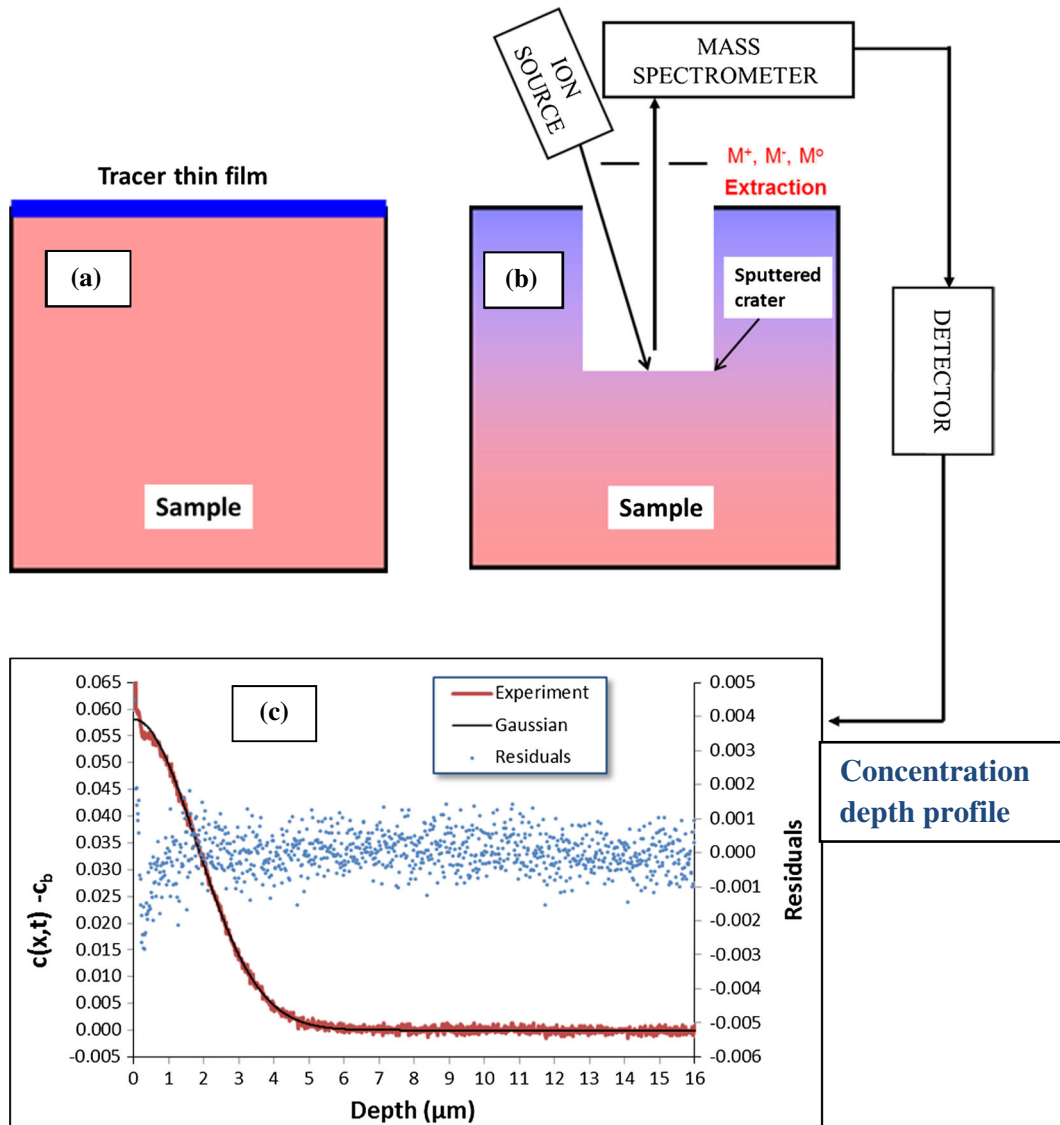 ION
SOURCE
MASS
SPECTROMETER
Tracer thin film
M⁺, M⁻, Mᵒ
Extraction
(a)
(b)
Sputtered
crater
DETECTOR
Sample
Sample
(c)
Experiment
Gaussian
Residuals
0.065
0.060
0.055
0.050
0.045
0.040
0.035
0.030
0.025
0.020
0.015
0.010
0.005
0.000
-0.005
c(x,t) -c_b
0.005
0.004
0.003
0.002
0.001
0.000
-0.001
-0.002
-0.003
-0.004
-0.005
-0.006
Residuals
0 1 2 3 4 5 6 7 8 9 10 11 12 13 14 15 16
Depth (μm)
Concentration
depth profile